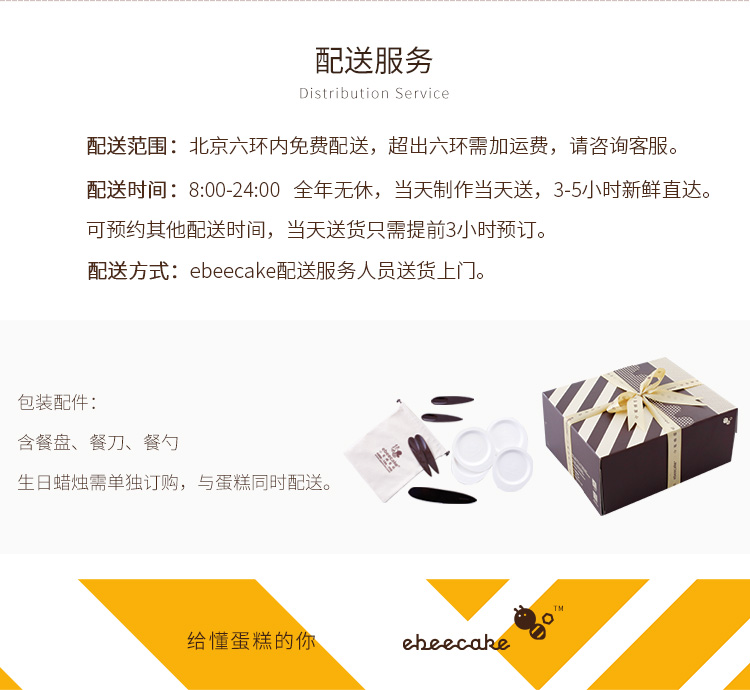 配送服务
Distribution Service
配送范围：北京六环内免费配送，超出六环需加运费，请咨询客服。
配送时间：8:00-24:00 全年无休，当天制作当天送，3-5小时新鲜直达。
可预约其他配送时间，当天送货只需提前3小时预订。
配送方式：ebeecake配送服务人员送货上门。
包装配件：
含餐盘、餐刀、餐勺
生日蜡烛需单独订购，与蛋糕同时配送。
给懂蛋糕的你
ebeecake TM